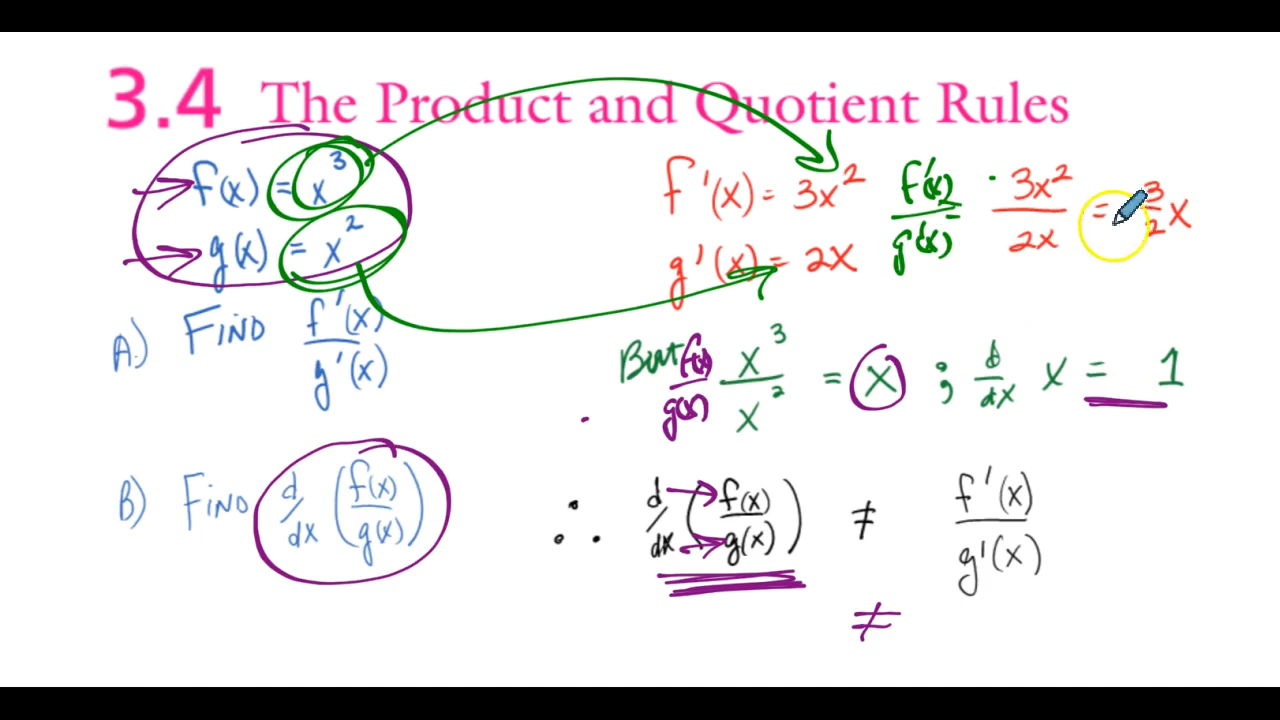 3.4 The Product and Quotient Rules
f(x) = x³
g(x) = x²
f'(x) = 3x²
g'(x) = 2x
f'(x)/g'(x) = 3x²/2x = 3/2 x
A.) Find f'(x)/g'(x)
But f(x)/g(x) x³/x² = x ; d/dx x = 1
B) Find d/dx (f(x)/g(x))
∴ d/dx (f(x)/g(x)) ≠ f'(x)/g'(x)
≠